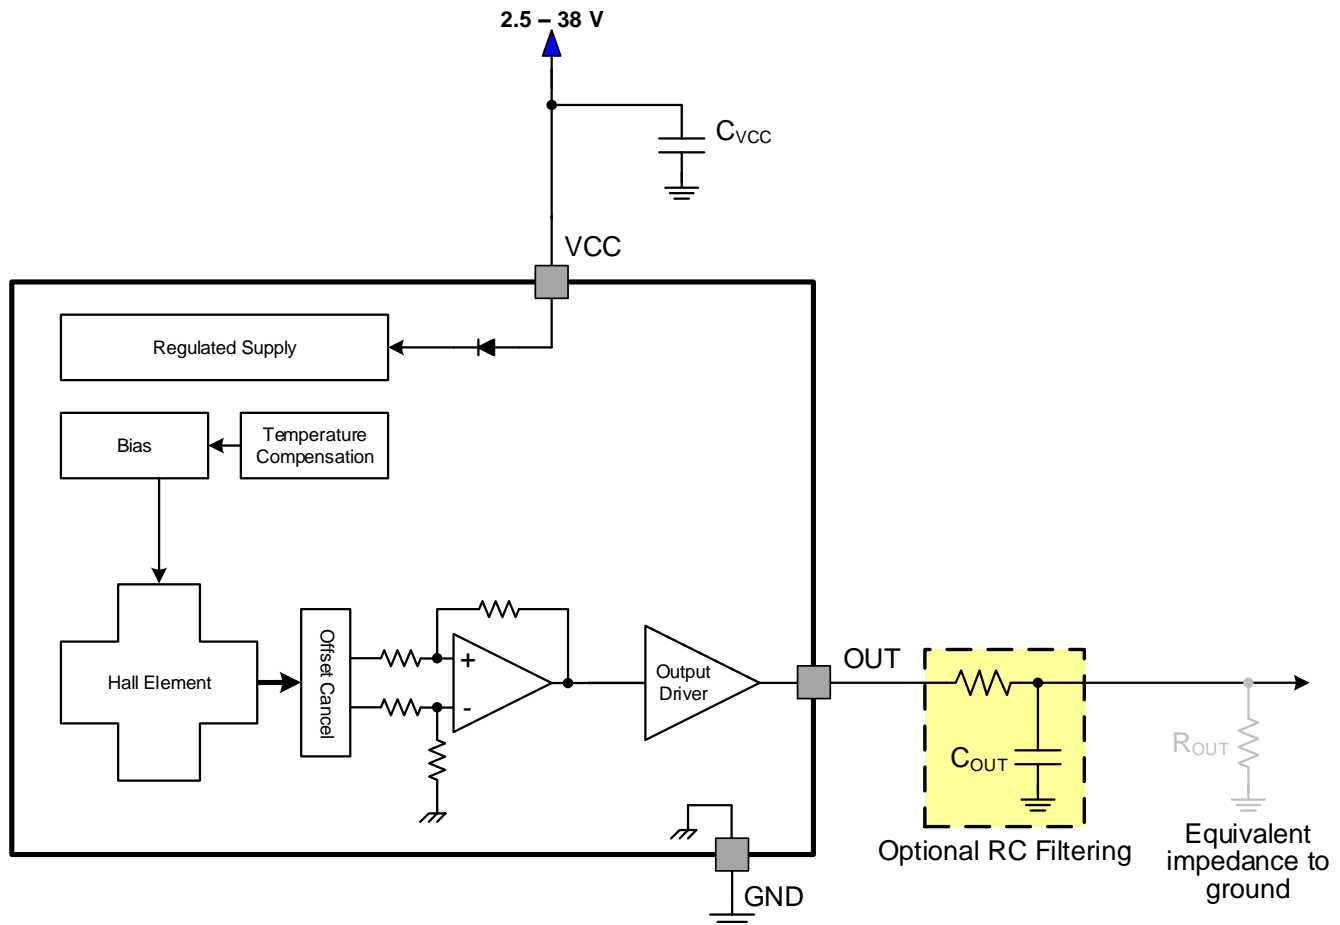 2.5 – 38 V
CVCC
VCC
Regulated Supply
Bias
Temperature
Compensation
Hall Element
Offset Cancel
+
-
Output
Driver
OUT
COUT
ROUT
Optional RC Filtering
Equivalent
impedance to
ground
GND